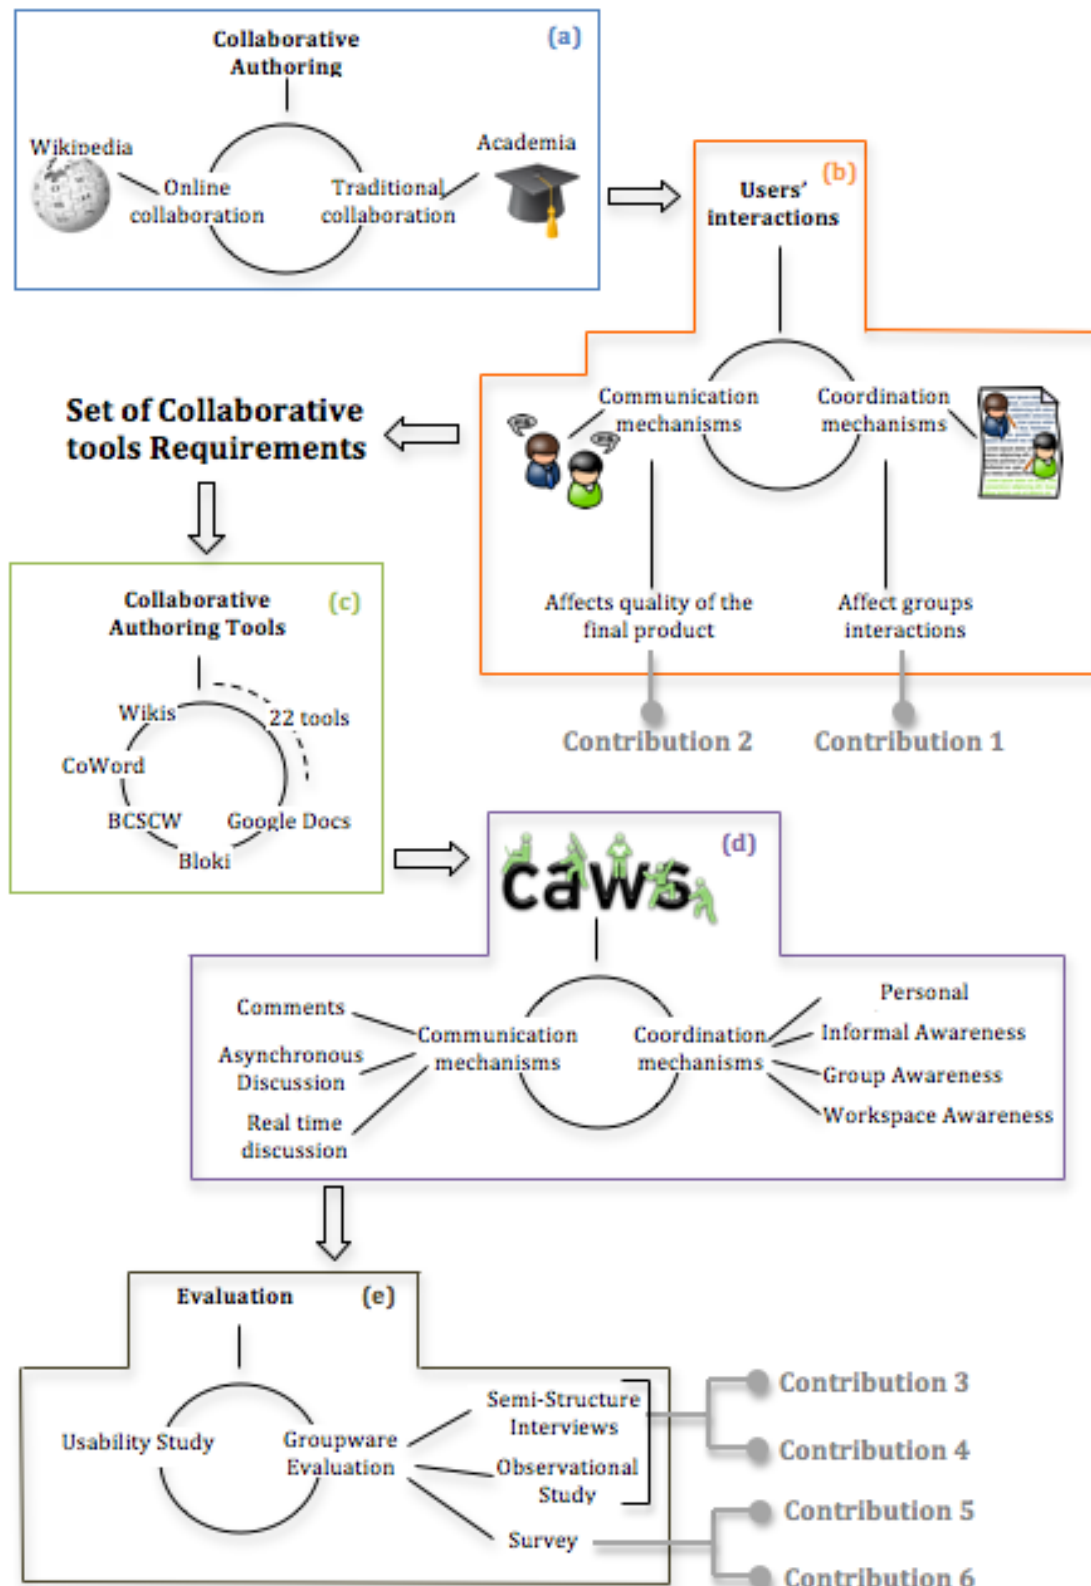 Collaborative
Authoring
(a)
Wikipedia
Academia
Online
collaboration
Traditional
collaboration
(b)
Users'
interactions
Communication
mechanisms
Coordination
mechanisms
Affects quality of the
final product
Affect groups
interactions
Contribution 2
Contribution 1
Set of Collaborative
tools Requirements
(c)
Collaborative
Authoring Tools
Wikis
22 tools
CoWord
BCSCW
Google Docs
Bloki
(d)
caws
Comments
Asynchronous
Discussion
Real time
discussion
Communication
mechanisms
Coordination
mechanisms
Personal
Informal Awareness
Group Awareness
Workspace Awareness
Evaluation
(e)
Usability Study
Groupware
Evaluation
Semi-Structure
Interviews
Observational
Study
Survey
Contribution 3
Contribution 4
Contribution 5
Contribution 6